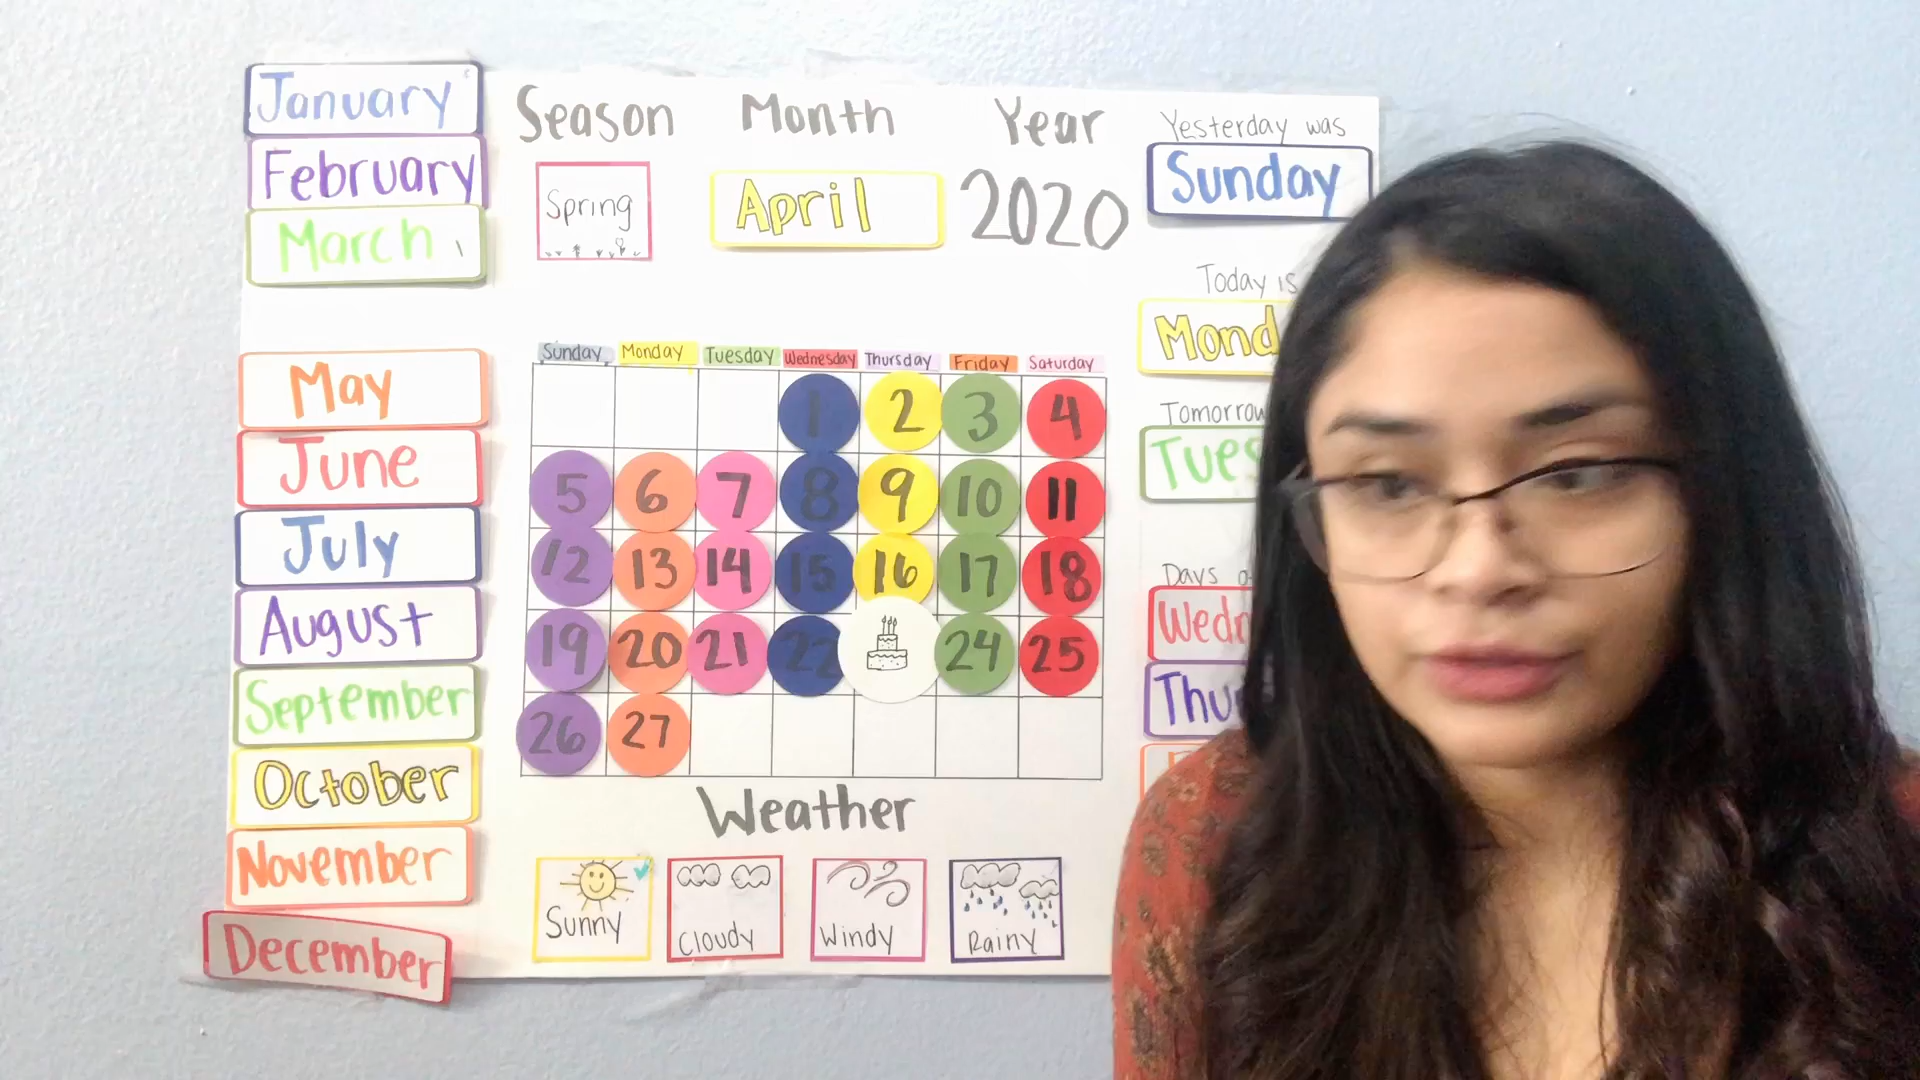 January
February
March
May
June
July
August
September
October
November
December
Season Month Year
Spring April 2020
Sunday Monday Tuesday Wednesday Thursday Friday Saturday
1 2 3 4
5 6 7 8 9 10 11
12 13 14 15 16 17 18
19 20 21 22 24 25
26 27
Weather
Sunny Cloudy Windy Rainy
Yesterday was
Sunday
Today is
Mond
Tomorrow
Tues
Days o
Wedn
Thu